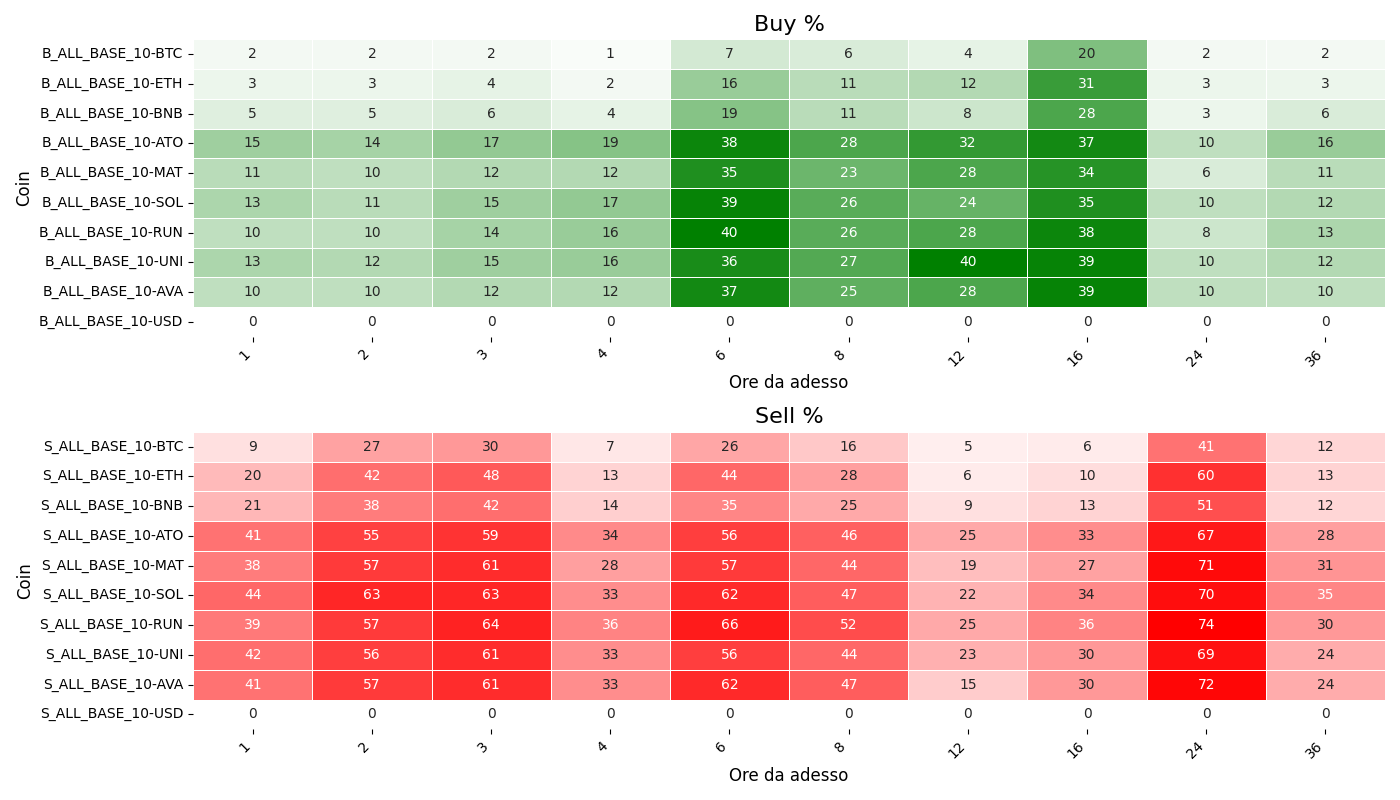 Buy %
Coin
B_ALL_BASE_10-BTC 2 2 2 1 7 6 4 20 2 2
B_ALL_BASE_10-ETH 3 3 4 2 16 11 12 31 3 3
B_ALL_BASE_10-BNB 5 5 6 4 19 11 8 28 3 6
B_ALL_BASE_10-ATO 15 14 17 19 38 28 32 37 10 16
B_ALL_BASE_10-MAT 11 10 12 12 35 23 28 34 6 11
B_ALL_BASE_10-SOL 13 11 15 17 39 26 24 35 10 12
B_ALL_BASE_10-RUN 10 10 14 16 40 26 28 38 8 13
B_ALL_BASE_10-UNI 13 12 15 16 36 27 40 39 10 12
B_ALL_BASE_10-AVA 10 10 12 12 37 25 28 39 10 10
B_ALL_BASE_10-USD 0 0 0 0 0 0 0 0 0 0
1 2 3 4 6 8 12 16 24 36
Ore da adesso
Sell %
Coin
S_ALL_BASE_10-BTC 9 27 30 7 26 16 5 6 41 12
S_ALL_BASE_10-ETH 20 42 48 13 44 28 6 10 60 13
S_ALL_BASE_10-BNB 21 38 42 14 35 25 9 13 51 12
S_ALL_BASE_10-ATO 41 55 59 34 56 46 25 33 67 28
S_ALL_BASE_10-MAT 38 57 61 28 57 44 19 27 71 31
S_ALL_BASE_10-SOL 44 63 63 33 62 47 22 34 70 35
S_ALL_BASE_10-RUN 39 57 64 36 66 52 25 36 74 30
S_ALL_BASE_10-UNI 42 56 61 33 56 44 23 30 69 24
S_ALL_BASE_10-AVA 41 57 61 33 62 47 15 30 72 24
S_ALL_BASE_10-USD 0 0 0 0 0 0 0 0 0 0
1 2 3 4 6 8 12 16 24 36
Ore da adesso